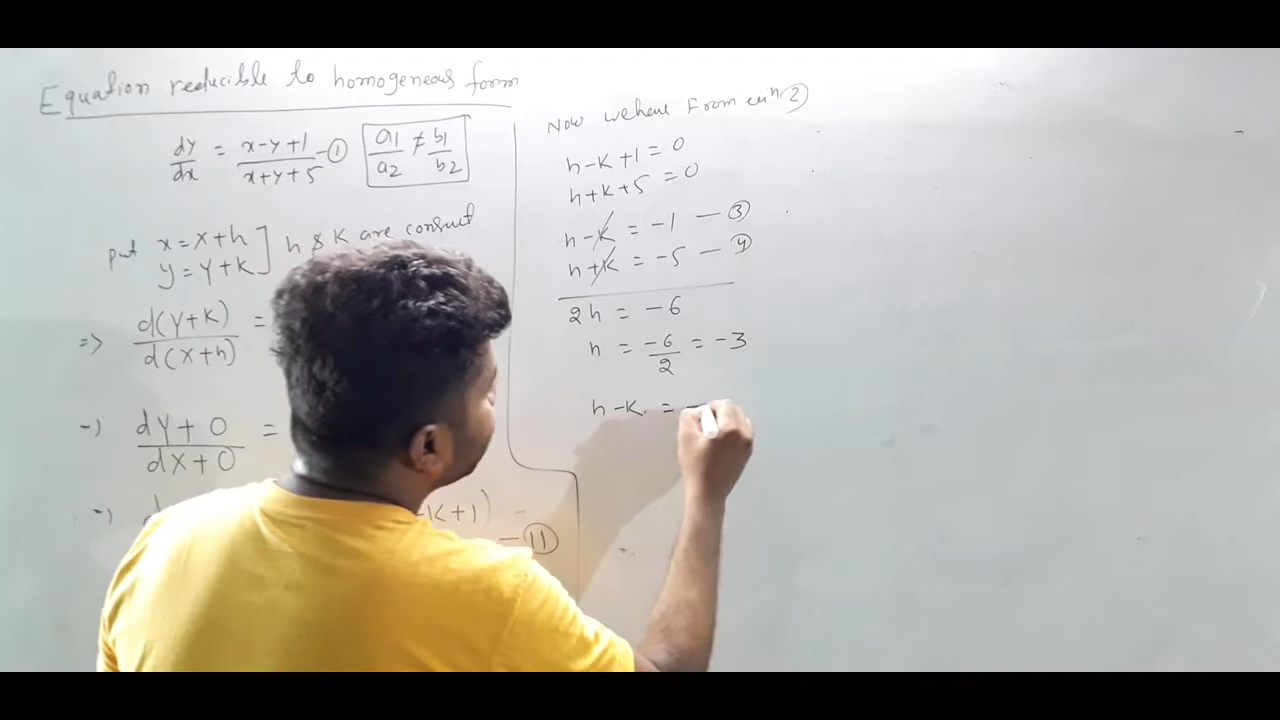 Equation reducible to homogeneous form
dy/dx = x-y+1/x+y+5 -① a1/a2 ≠ b1/b2
put x = X+h ] h & K are constuct
y = Y+K
=> d(Y+K)/d(X+h) =
-) dY+0/dX+0 =
-) d
-K+1)
- ⑪
Now we have From eqn 2)
h-K+1 = 0
h+K+5 = 0
h-K = -1 - ③
h+K = -5 - ④
2h = -6
h = -6/2 = -3
h-K = -